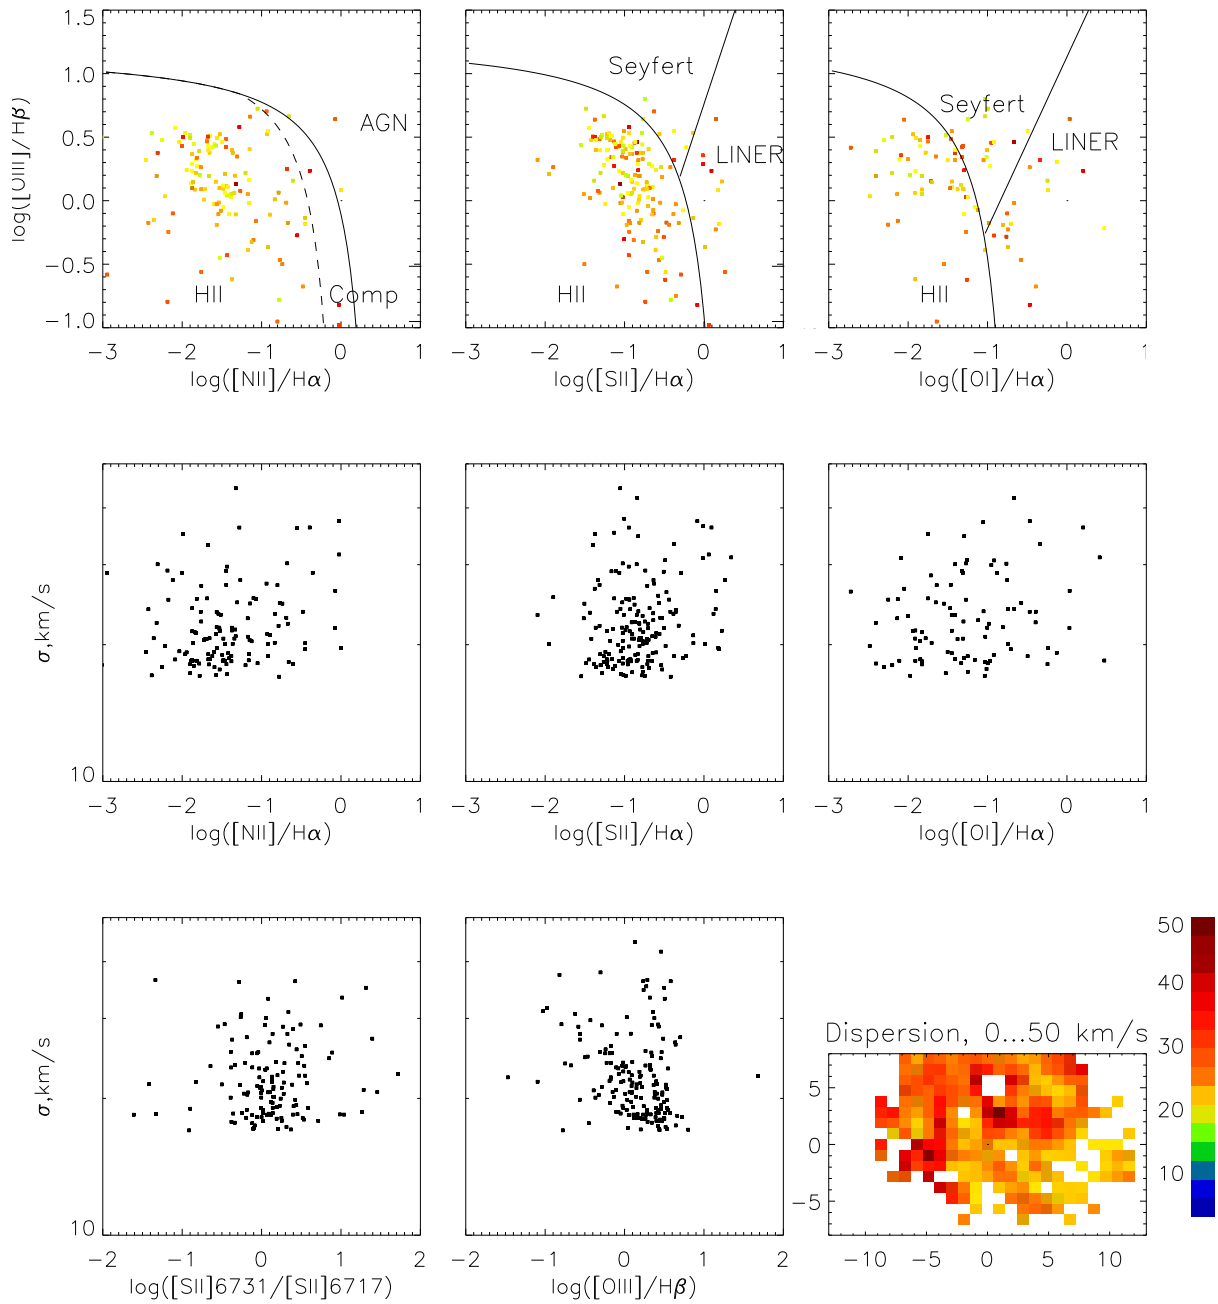 1.5
1.0
0.5
0.0
−0.5
−1.0
log([OIII]/Hβ)
AGN
HII
Comp
−3 −2 −1 0 1
log([NII]/Hα)
Seyfert
LINER
HII
−3 −2 −1 0 1
log([SII]/Hα)
Seyfert
LINER
HII
−3 −2 −1 0 1
log([OI]/Hα)
σ,km/s
10
−3 −2 −1 0 1
log([NII]/Hα)
−3 −2 −1 0 1
log([SII]/Hα)
−3 −2 −1 0 1
log([OI]/Hα)
σ,km/s
10
−2 −1 0 1 2
log([SII]6731/[SII]6717)
−2 −1 0 1 2
log([OIII]/Hβ)
Dispersion, 0...50 km/s
5
0
−5
−10 −5 0 5 10
50
40
30
20
10